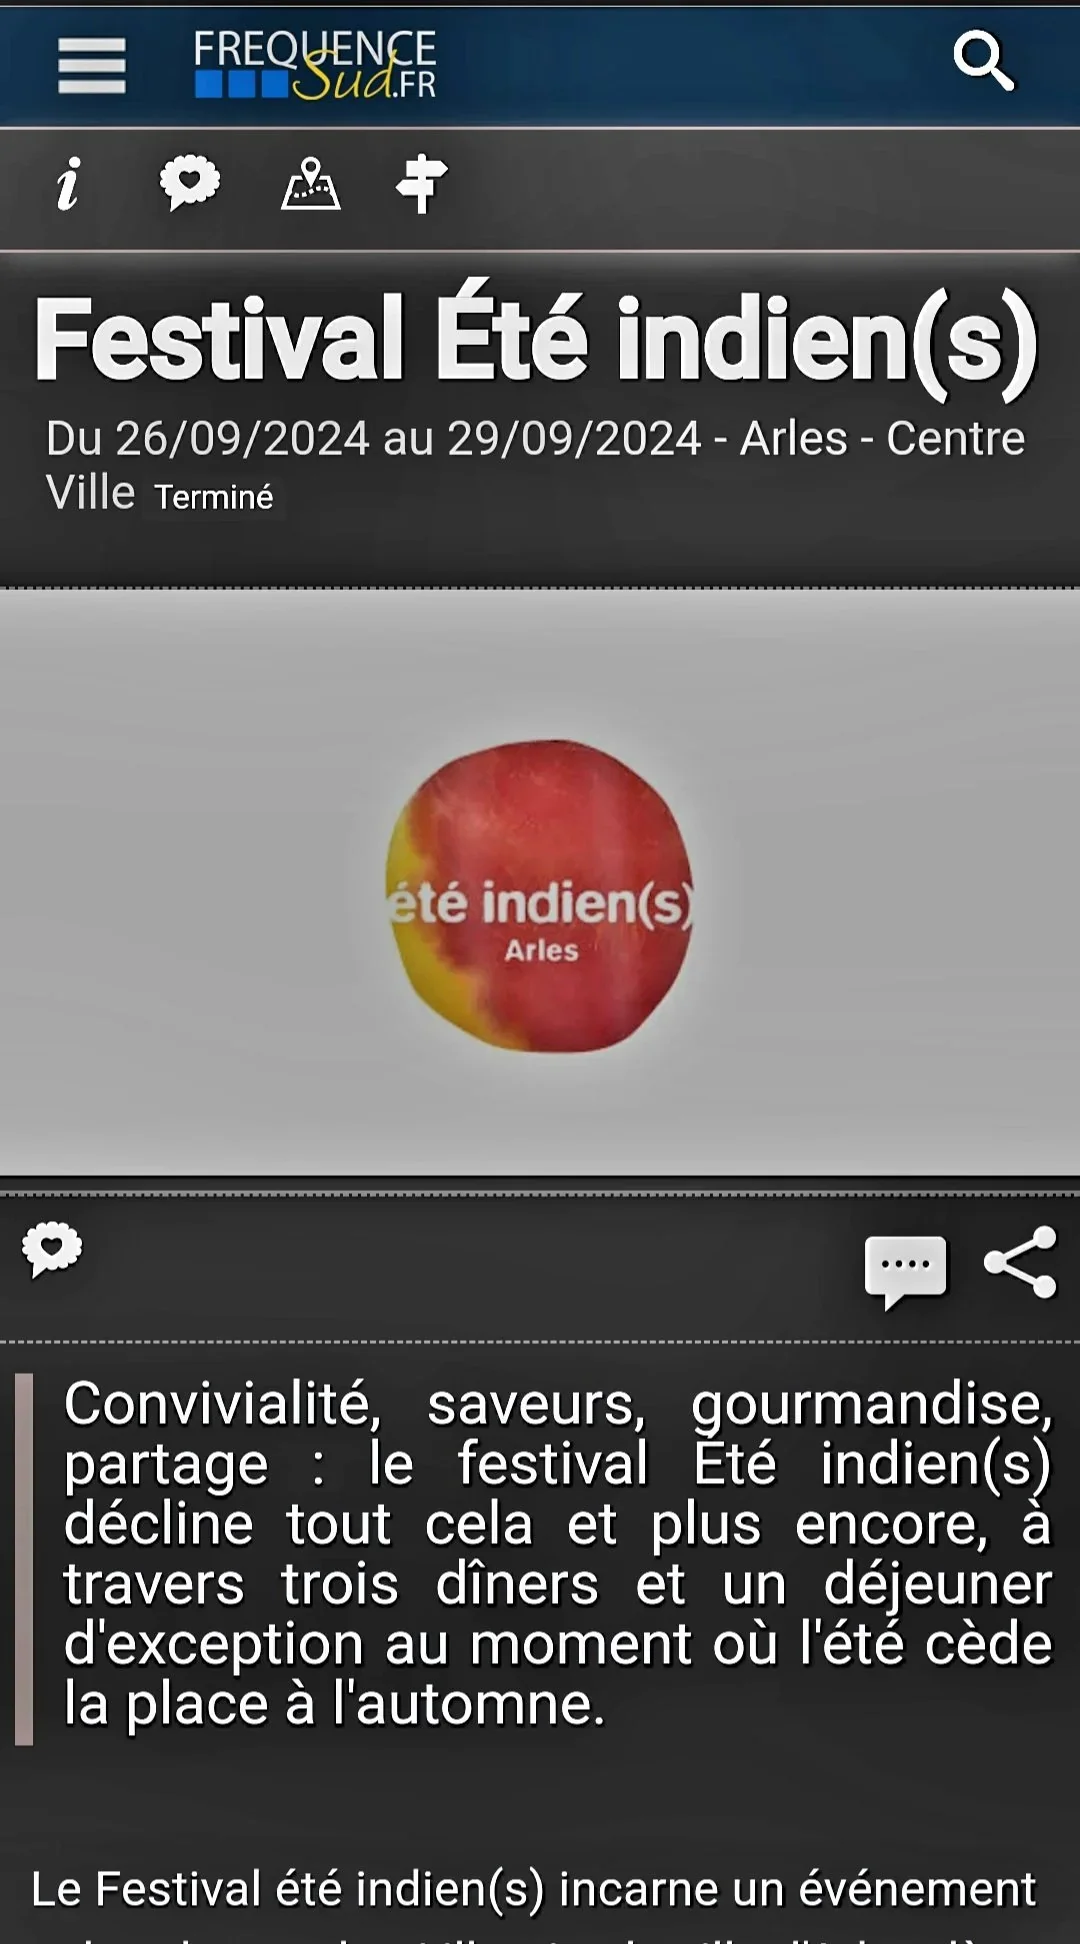 FREQUENCE
Sud.FR
Festival Été indien(s)
Du 26/09/2024 au 29/09/2024 - Arles - Centre
Ville Terminé
été indien(s)
Arles
Convivialité, saveurs, gourmandise,
partage : le festival Été indien(s)
décline tout cela et plus encore, à
travers trois dîners et un déjeuner
d'exception au moment où l'été cède
la place à l'automne.
Le Festival été indien(s) incarne un événement